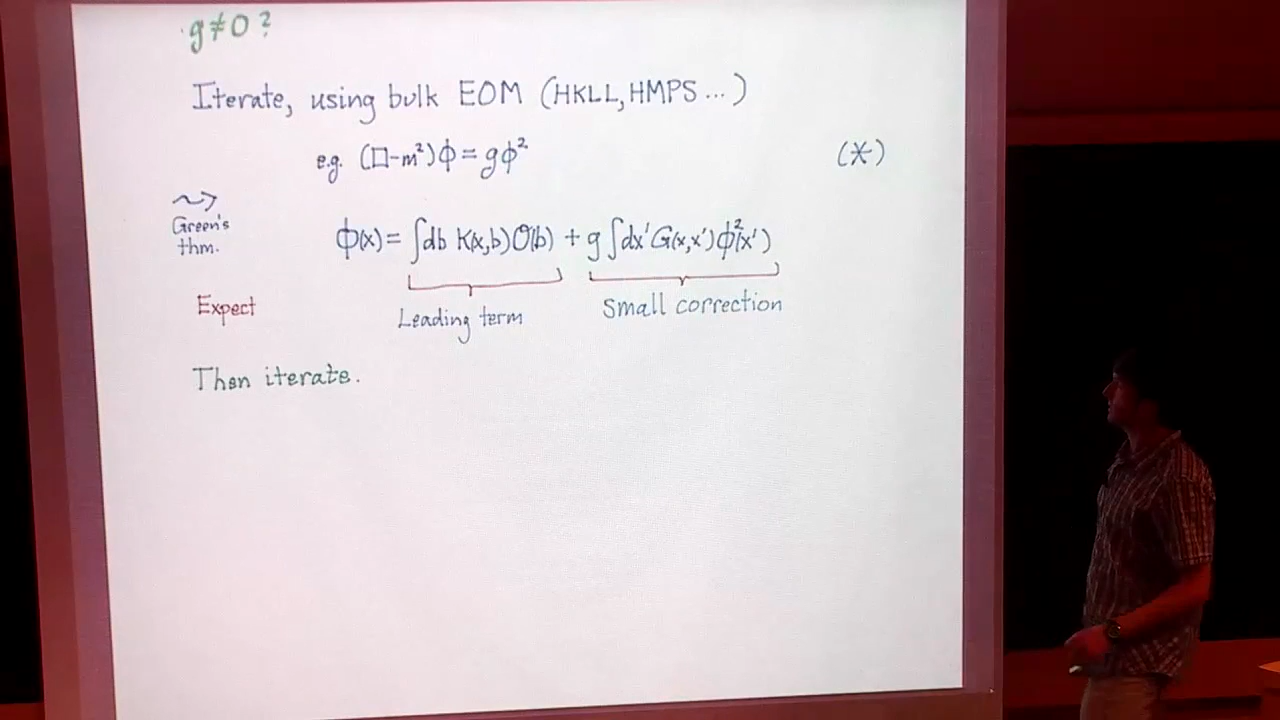 g≠0?
Iterate, using bulk EOM (HKLL, HMPS...)
e.g. (□-m²)ϕ = gϕ² (*)
⇝ Green's thm. ϕ(x) = ∫db K(x,b)O(b) + g∫dx'G(x,x')ϕ²(x')
Expect Leading term Small correction
Then iterate.